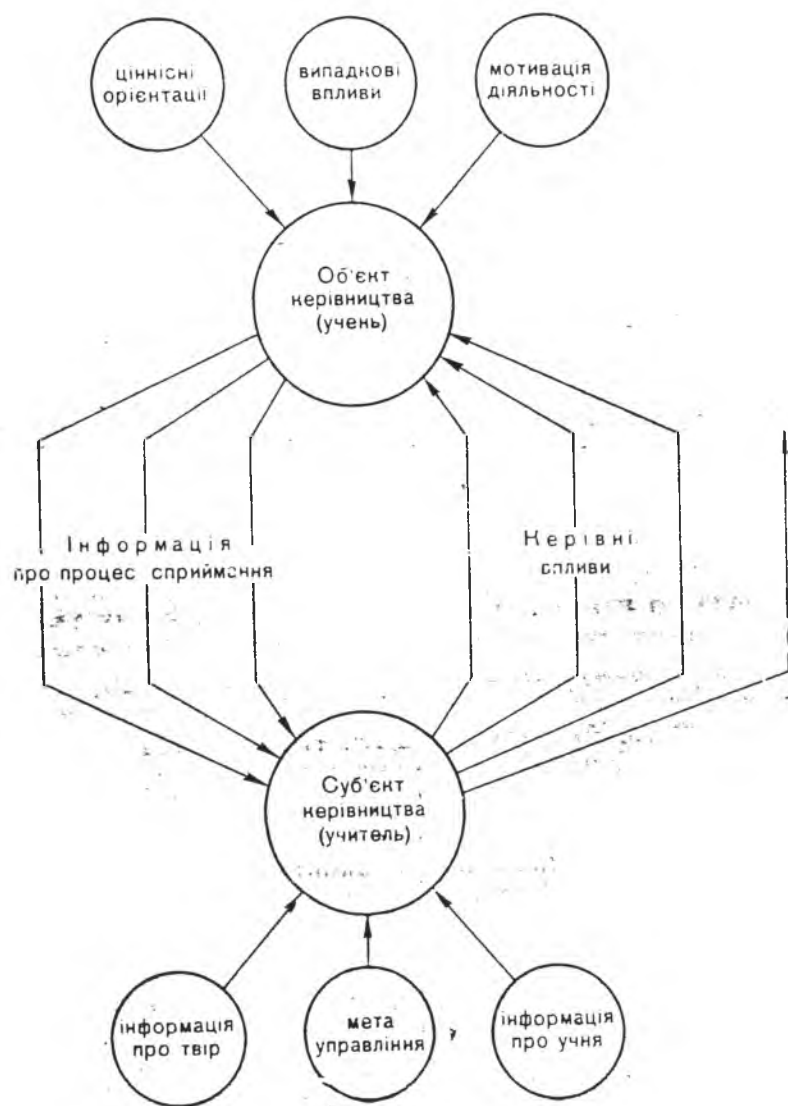 ціннісні
орієнтації
випадкові
впливи
мотивація
діяльності
Об'єкт
керівництва
(учень)
Інформація
про процес сприймання
Керівні
впливи
Суб'єкт
керівництва
(учитель)
інформація
про твір
мета
управління
інформація
про учня